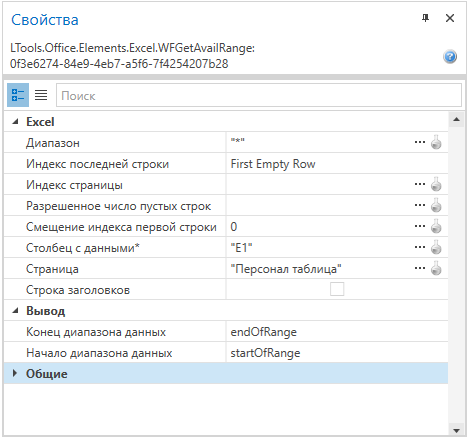 Свойства
LTools.Office.Elements.Excel.WFGetAvailRange:
0f3e6274-84e9-4eb7-a5f6-7f4254207b28
Поиск
Excel
Диапазон "*"
Индекс последней строки First Empty Row
Индекс страницы
Разрешенное число пустых строк
Смещение индекса первой строки 0
Столбец с данными* "E1"
Страница "Персонал таблица"
Строка заголовков
Вывод
Конец диапазона данных endOfRange
Начало диапазона данных startOfRange
Общие